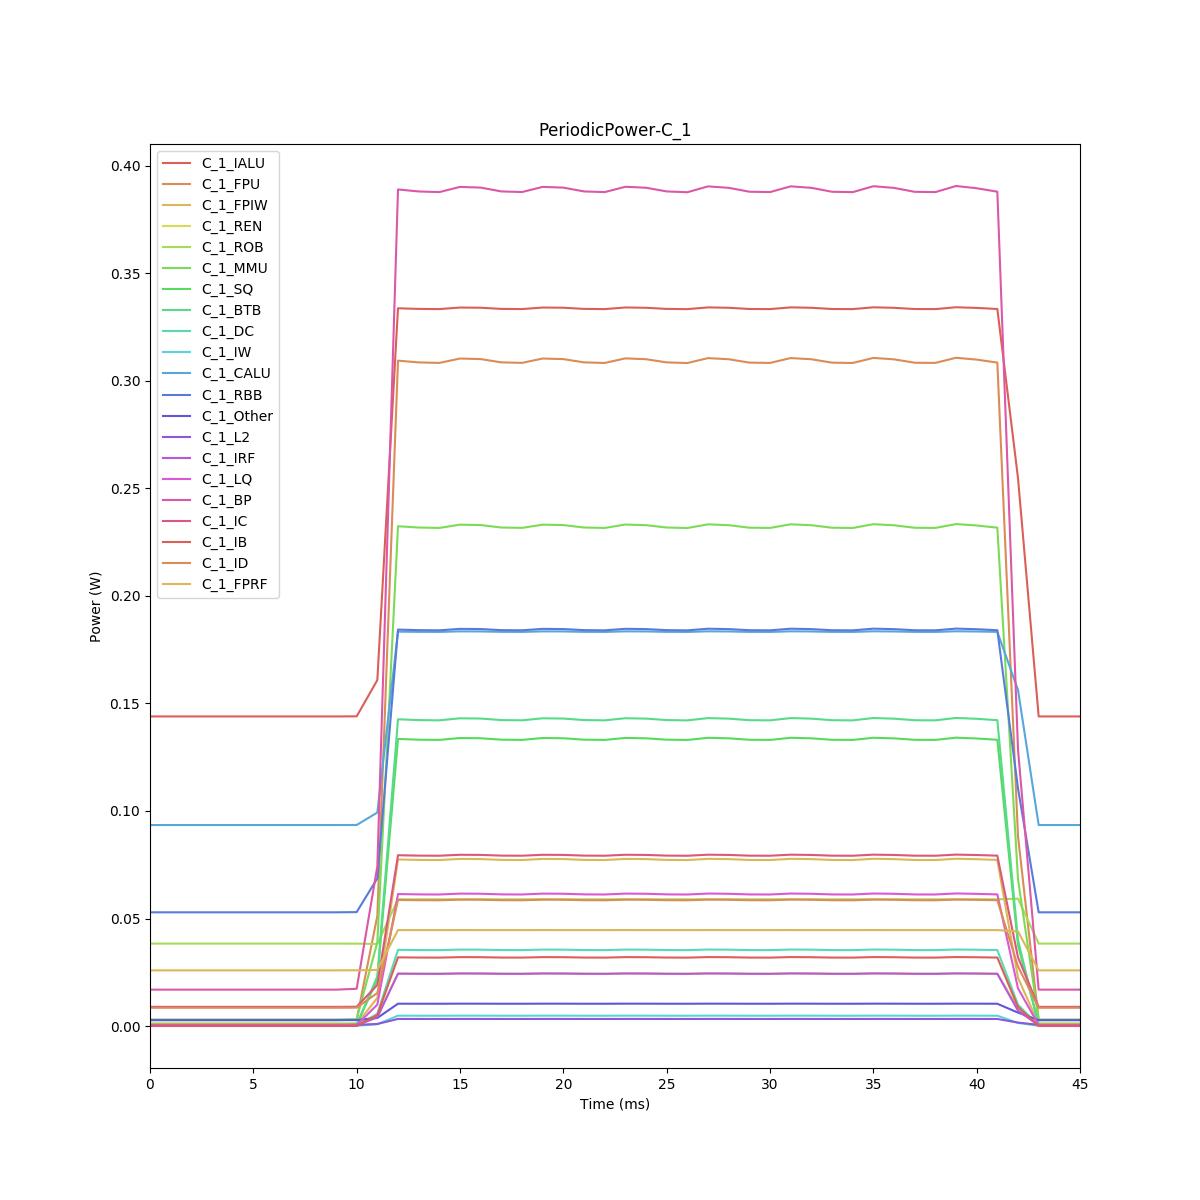 PeriodicPower-C_1
0.40
0.35
0.30
0.25
0.20
0.15
0.10
0.05
0.00
Power (W)
C_1_IALU
C_1_FPU
C_1_FPIW
C_1_REN
C_1_ROB
C_1_MMU
C_1_SQ
C_1_BTB
C_1_DC
C_1_IW
C_1_CALU
C_1_RBB
C_1_Other
C_1_L2
C_1_IRF
C_1_LQ
C_1_BP
C_1_IC
C_1_IB
C_1_ID
C_1_FPRF
0 5 10 15 20 25 30 35 40 45
Time (ms)